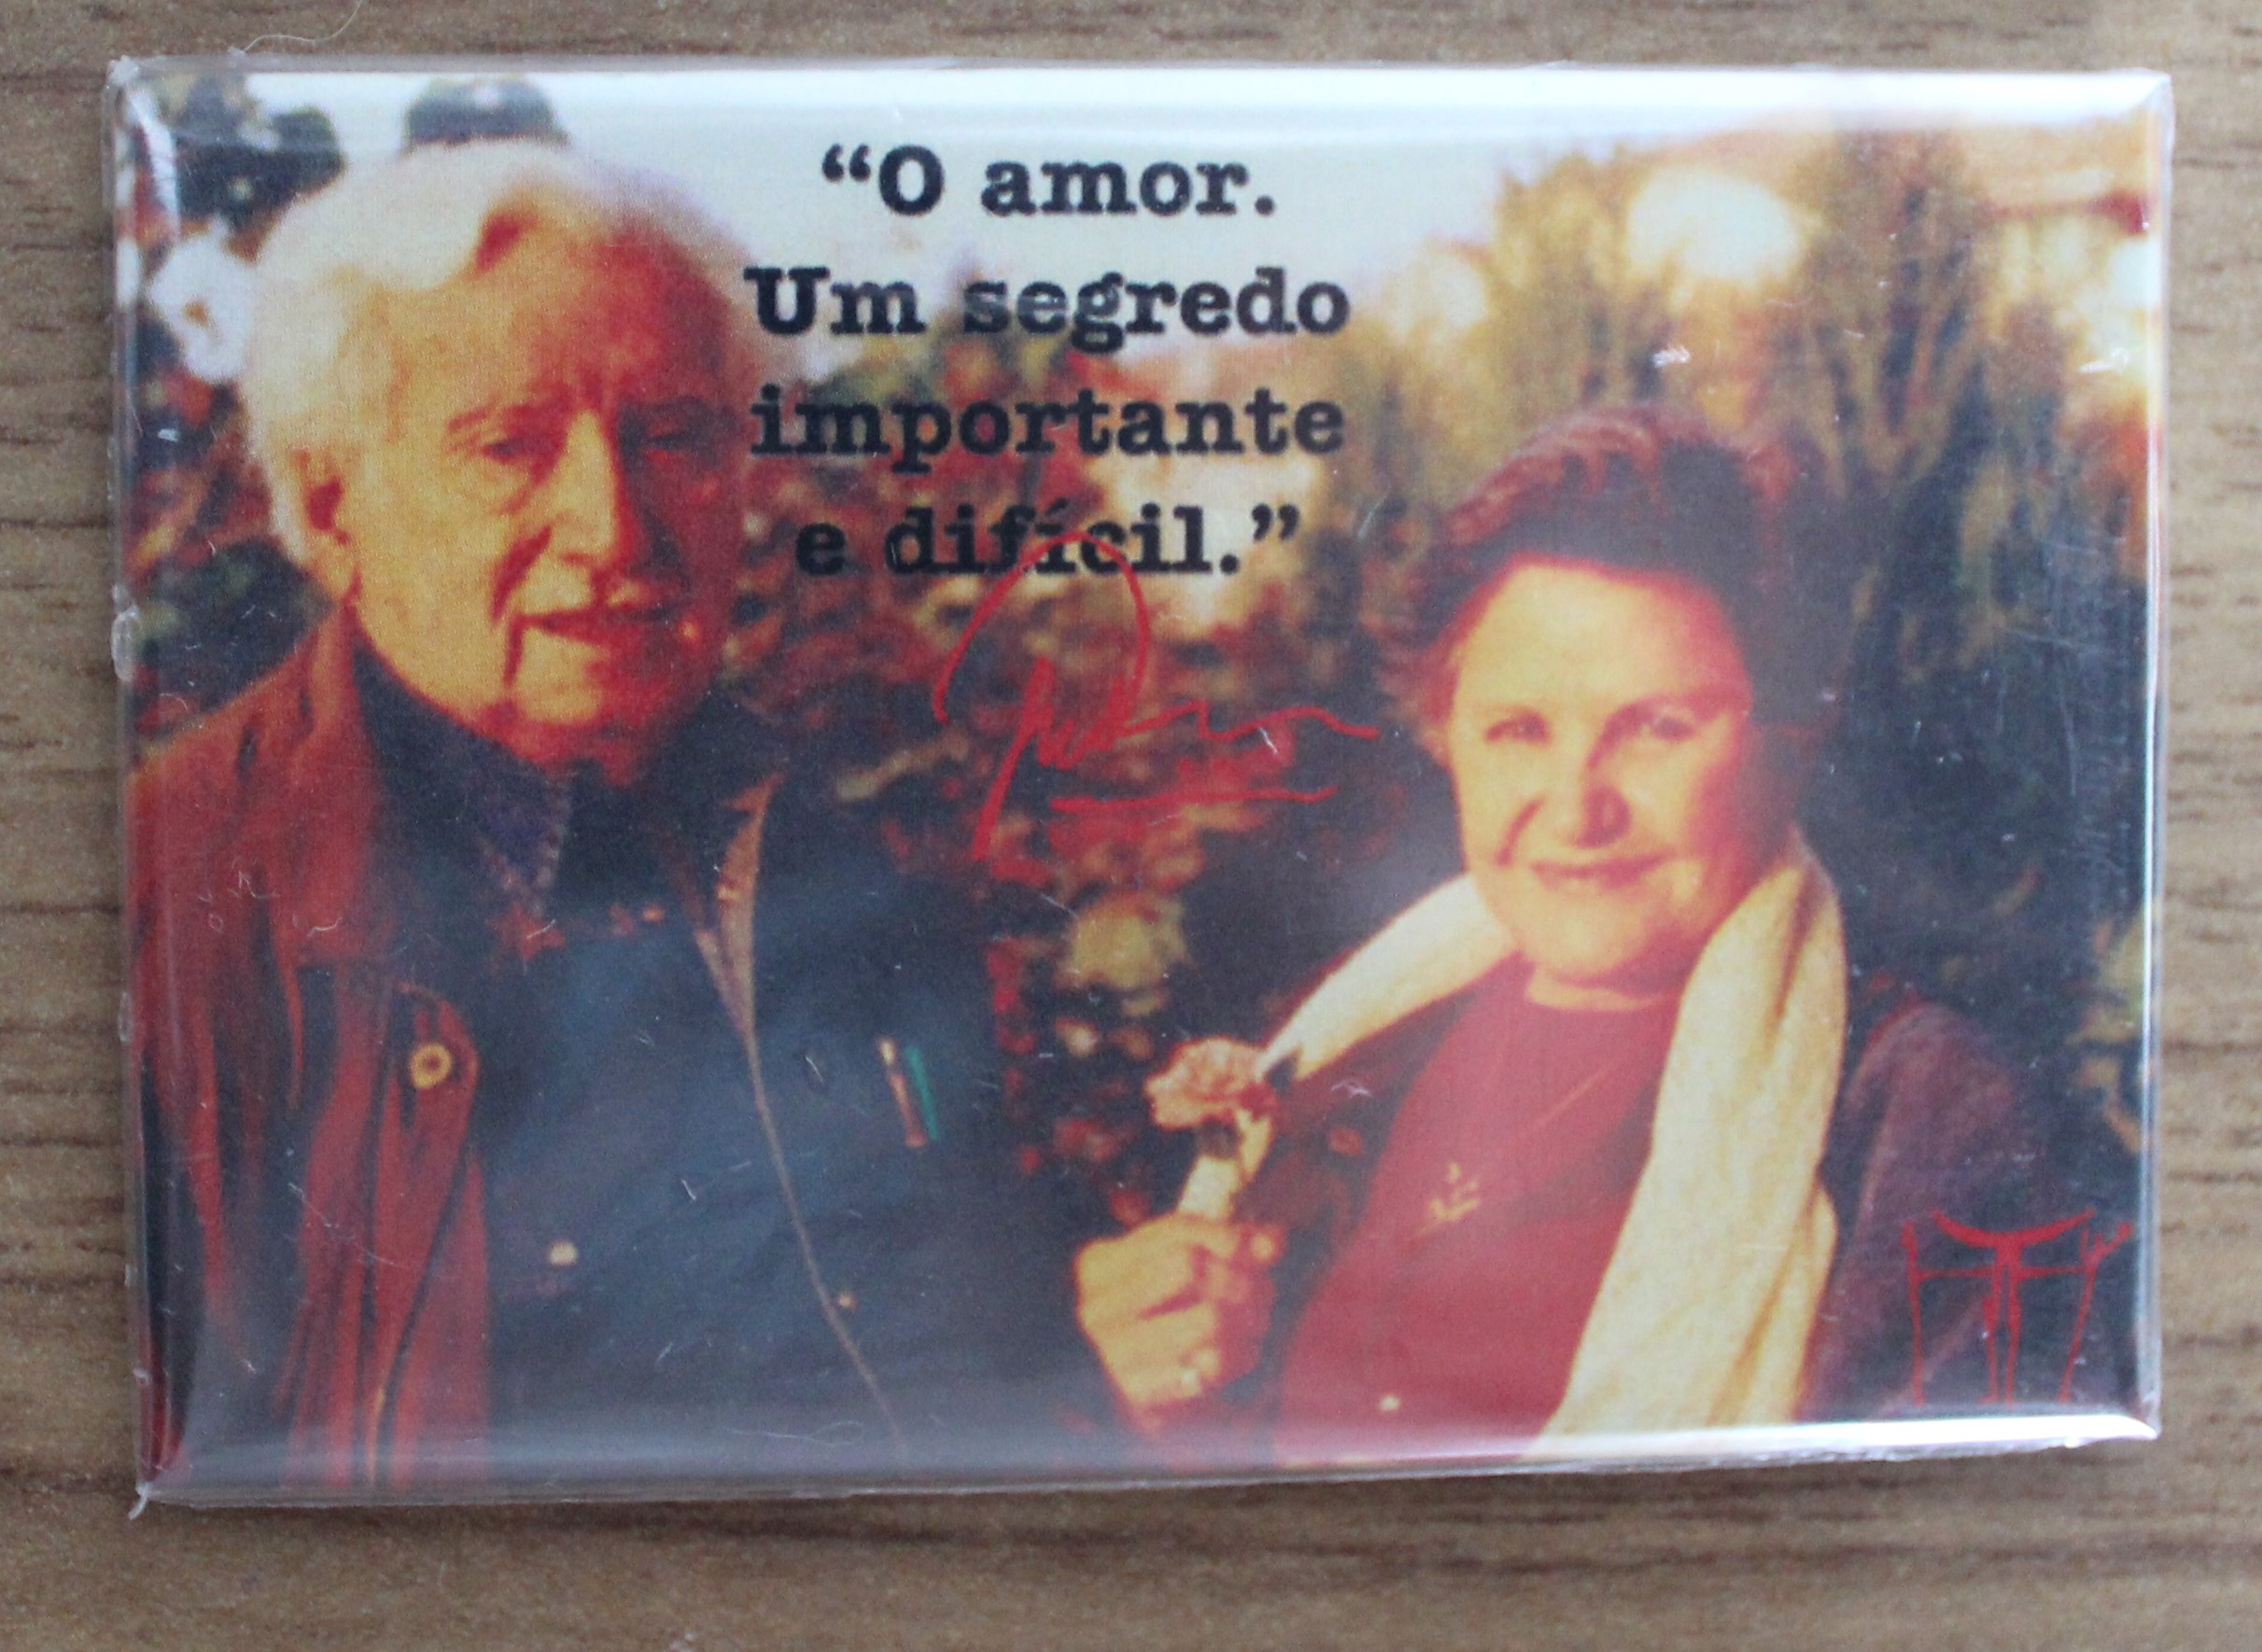 “O amor.
Um segredo
importante
e difícil.”